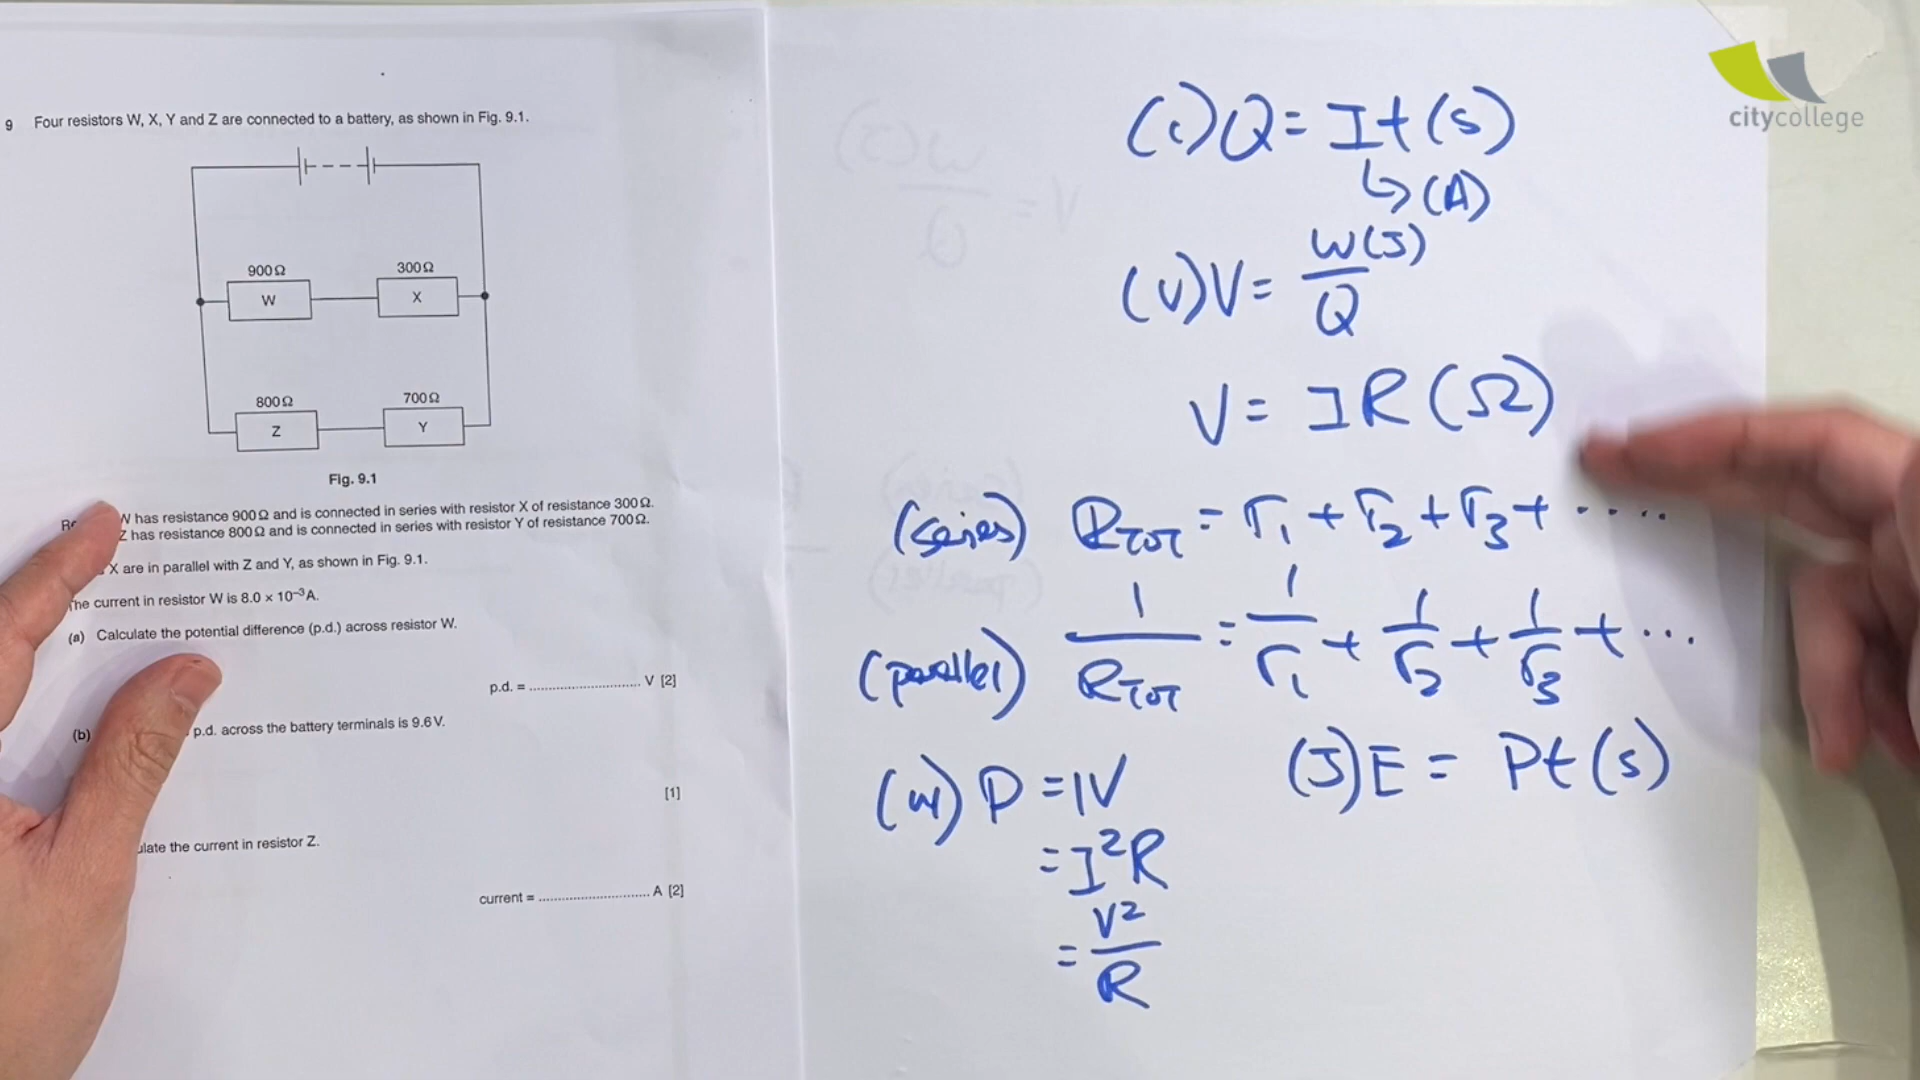 9 Four resistors W, X, Y and Z are connected to a battery, as shown in Fig. 9.1.
900Ω
300Ω
W
X
800Ω
700Ω
Z
Y
Fig. 9.1
W has resistance 900Ω and is connected in series with resistor X of resistance 300Ω.
Z has resistance 800Ω and is connected in series with resistor Y of resistance 700Ω.
X are in parallel with Z and Y, as shown in Fig. 9.1.
The current in resistor W is 8.0 × 10⁻³A.
(a) Calculate the potential difference (p.d.) across resistor W.
p.d. = ............................ V [2]
(b) p.d. across the battery terminals is 9.6V.
[1]
ulate the current in resistor Z.
current = ............................ A [2]
citycollege
(c) Q = It (s)
↳ (A)
(V) V = W(J)/Q
V = IR (Ω)
(series) RTOT = r₁ + r₂ + r₃ + .....
(parallel) 1/RTOT = 1/r₁ + 1/r₂ + 1/r₃ + ...
(W) P = IV
= I²R
= V²/R
(J) E = Pt (s)